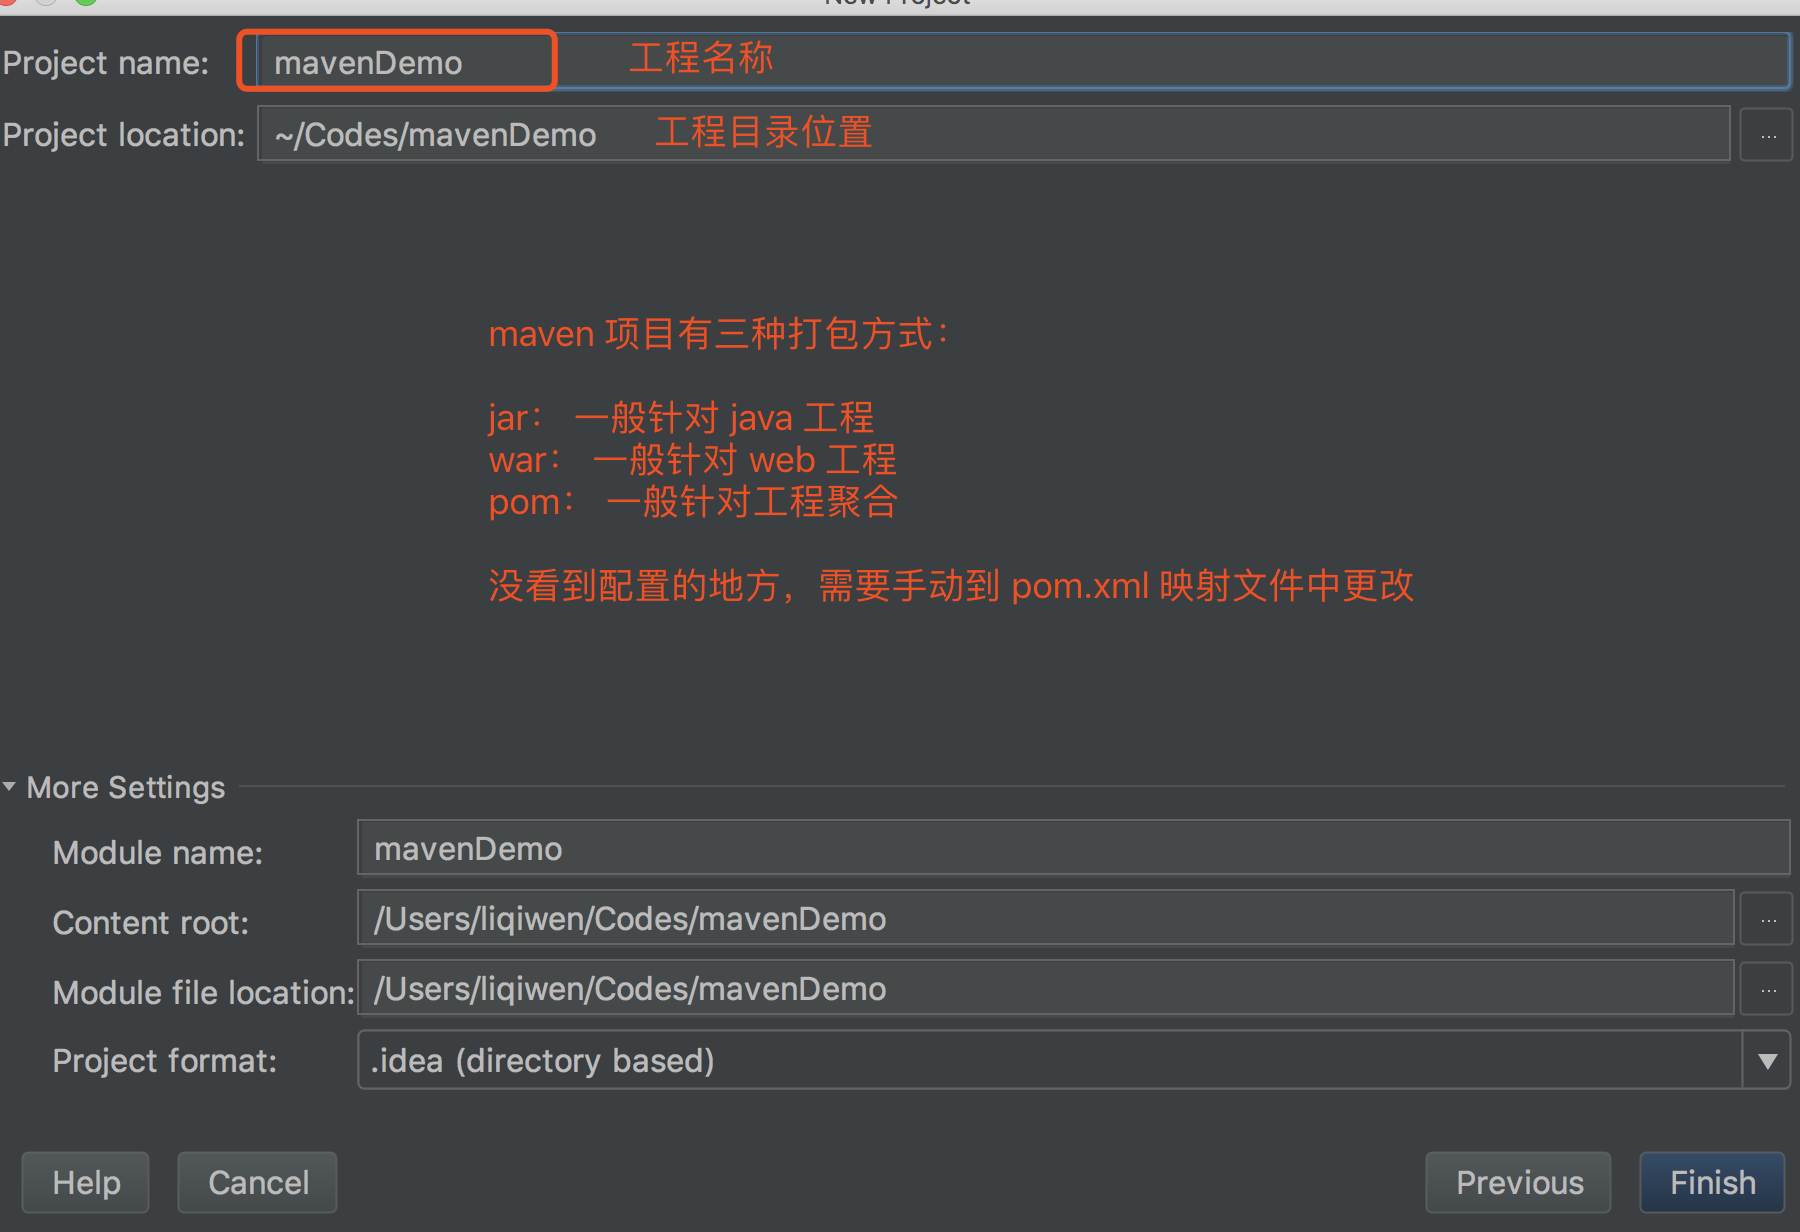 New Project
Project name: mavenDemo 工程名称
Project location: ~/Codes/mavenDemo 工程目录位置 ...
maven 项目有三种打包方式：
jar： 一般针对 java 工程
war： 一般针对 web 工程
pom： 一般针对工程聚合
没看到配置的地方，需要手动到 pom.xml 映射文件中更改
More Settings
Module name: mavenDemo
Content root: /Users/liqiwen/Codes/mavenDemo ...
Module file location: /Users/liqiwen/Codes/mavenDemo ...
Project format: .idea (directory based)
Help Cancel Previous Finish